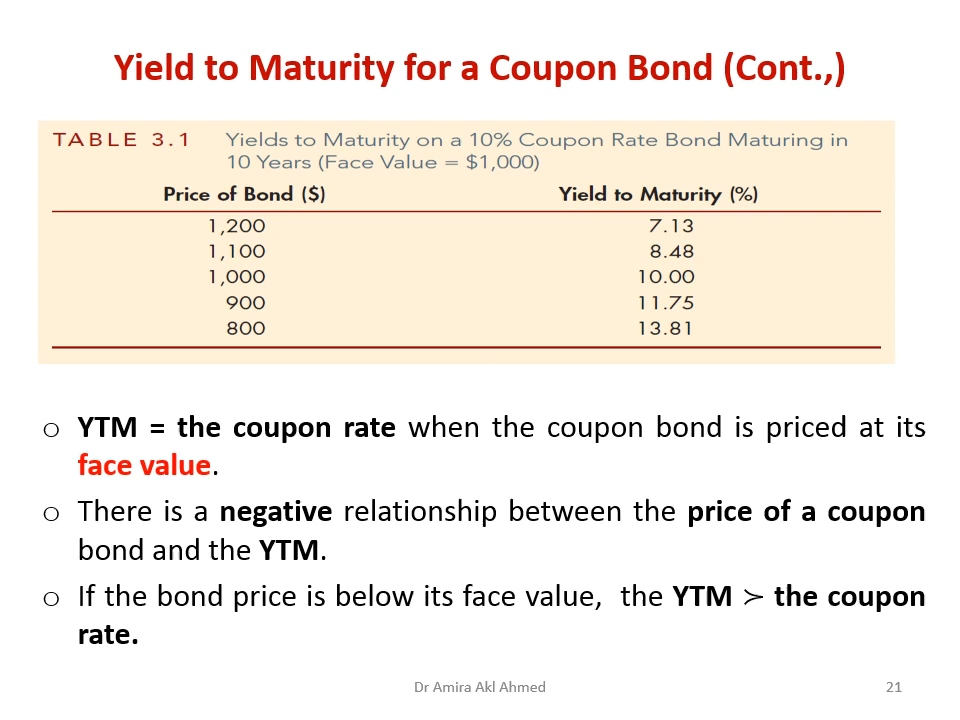 Yield to Maturity for a Coupon Bond (Cont.,)
TABLE 3.1 Yields to Maturity on a 10% Coupon Rate Bond Maturing in
10 Years (Face Value = $1,000)
Price of Bond ($) Yield to Maturity (%)
1,200 7.13
1,100 8.48
1,000 10.00
900 11.75
800 13.81
o YTM = the coupon rate when the coupon bond is priced at its
face value.
o There is a negative relationship between the price of a coupon
bond and the YTM.
o If the bond price is below its face value, the YTM ≻ the coupon
rate.
Dr Amira Akl Ahmed 21